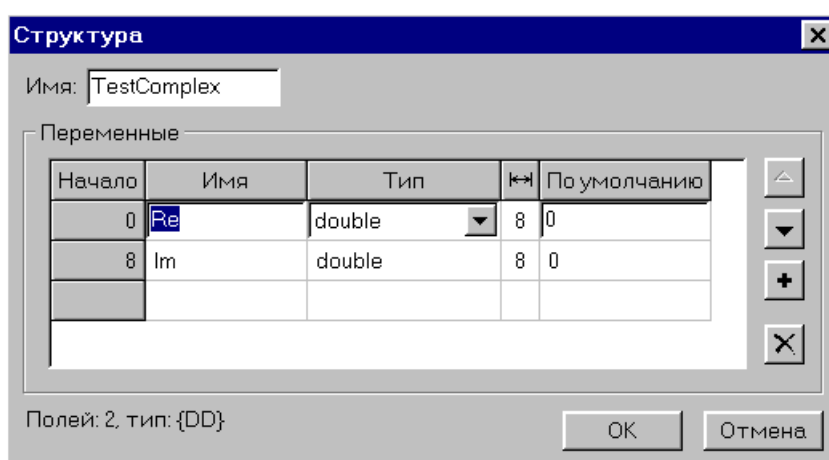 Структура
Имя: TestComplex
Переменные
Начало Имя Тип По умолчанию
0 Re double 8 0
8 Im double 8 0
Полей: 2, тип: {DD}
OK Отмена